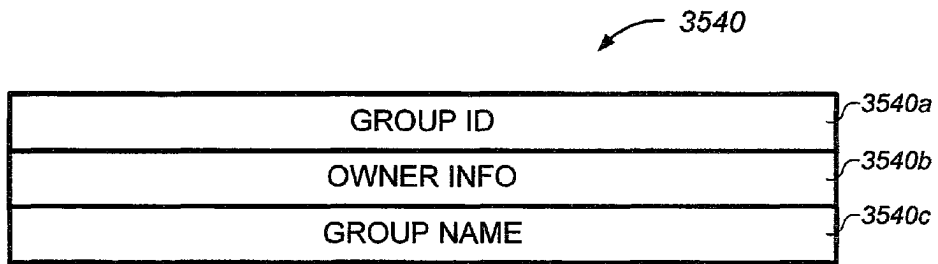 3540
GROUP ID 3540a
OWNER INFO 3540b
GROUP NAME 3540c